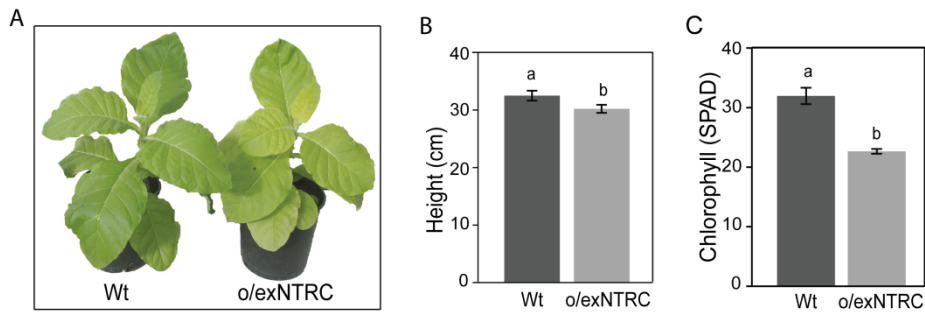 A
Wt
o/exNTRC
B
Height (cm)
40
30
20
10
0
a
b
Wt
o/exNTRC
C
Chlorophyll (SPAD)
40
30
20
10
0
a
b
Wt
o/exNTRC